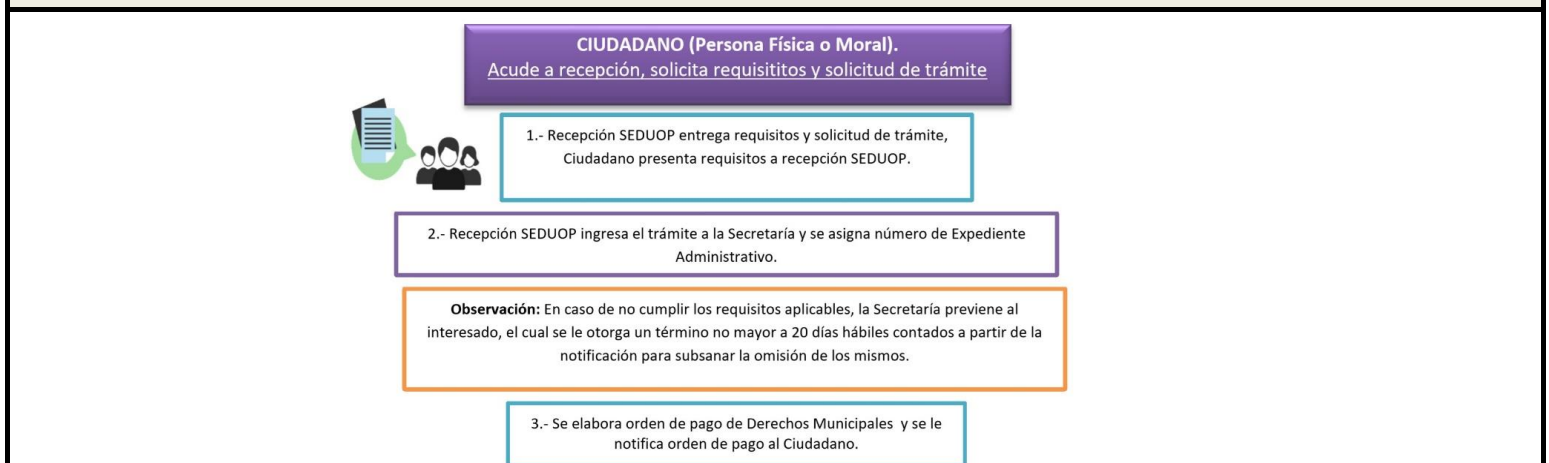 CIUDADANO (Persona Física o Moral).
Acude a recepción, solicita requisititos y solicitud de trámite
1.- Recepción SEDUOP entrega requisitos y solicitud de trámite,
Ciudadano presenta requisitos a recepción SEDUOP.
2.- Recepción SEDUOP ingresa el trámite a la Secretaría y se asigna número de Expediente
Administrativo.
Observación: En caso de no cumplir los requisitos aplicables, la Secretaría previene al
interesado, el cual se le otorga un término no mayor a 20 días hábiles contados a partir de la
notificación para subsanar la omisión de los mismos.
3.- Se elabora orden de pago de Derechos Municipales y se le
notifica orden de pago al Ciudadano.